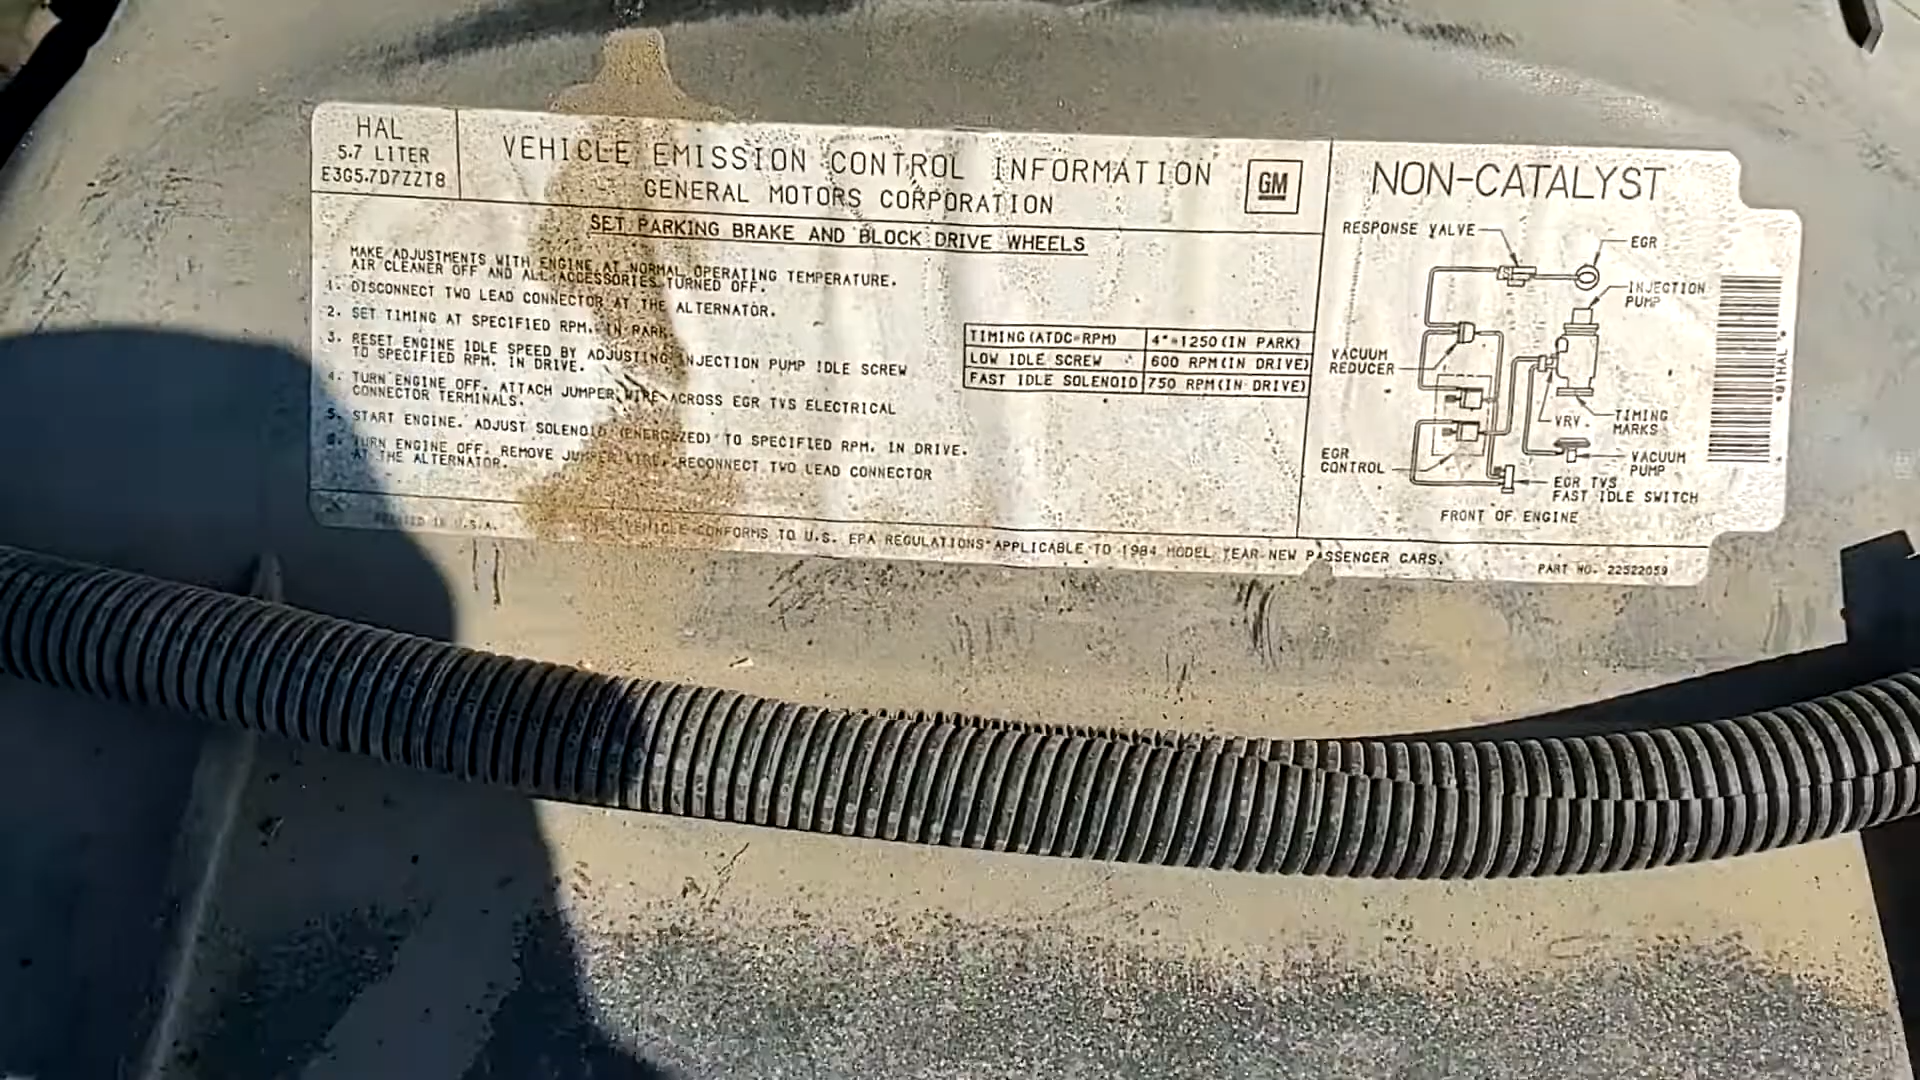 HAL
5.7 LITER
E3G5.7D7ZZT8
VEHICLE EMISSION CONTROL INFORMATION
GENERAL MOTORS CORPORATION
GM
SET PARKING BRAKE AND BLOCK DRIVE WHEELS
MAKE ADJUSTMENTS WITH ENGINE AT NORMAL OPERATING TEMPERATURE.
AIR CLEANER OFF AND ALL ACCESSORIES TURNED OFF.
1. DISCONNECT TWO LEAD CONNECTOR AT THE ALTERNATOR.
2. SET TIMING AT SPECIFIED RPM. IN PARK.
3. RESET ENGINE IDLE SPEED BY ADJUSTING INJECTION PUMP IDLE SCREW
TO SPECIFIED RPM. IN DRIVE.
4. TURN ENGINE OFF. ATTACH JUMPER WIRE ACROSS EGR TVS ELECTRICAL
CONNECTOR TERMINALS.
5. START ENGINE. ADJUST SOLENOID (ENERGIZED) TO SPECIFIED RPM. IN DRIVE.
6. TURN ENGINE OFF. REMOVE JUMPER WIRE. RECONNECT TWO LEAD CONNECTOR
AT THE ALTERNATOR.
TIMING (ATDC=RPM) 4°=1250 (IN PARK)
LOW IDLE SCREW 600 RPM (IN DRIVE)
FAST IDLE SOLENOID 750 RPM (IN DRIVE)
NON-CATALYST
RESPONSE VALVE
EGR
INJECTION
PUMP
VACUUM
REDUCER
TIMING
MARKS
VRV
EGR
CONTROL
VACUUM
PUMP
EGR TVS
FAST IDLE SWITCH
FRONT OF ENGINE
*01HAL *
PRINTED IN U.S.A.
THIS VEHICLE CONFORMS TO U.S. EPA REGULATIONS APPLICABLE TO 1984 MODEL YEAR NEW PASSENGER CARS.
PART NO. 22522059